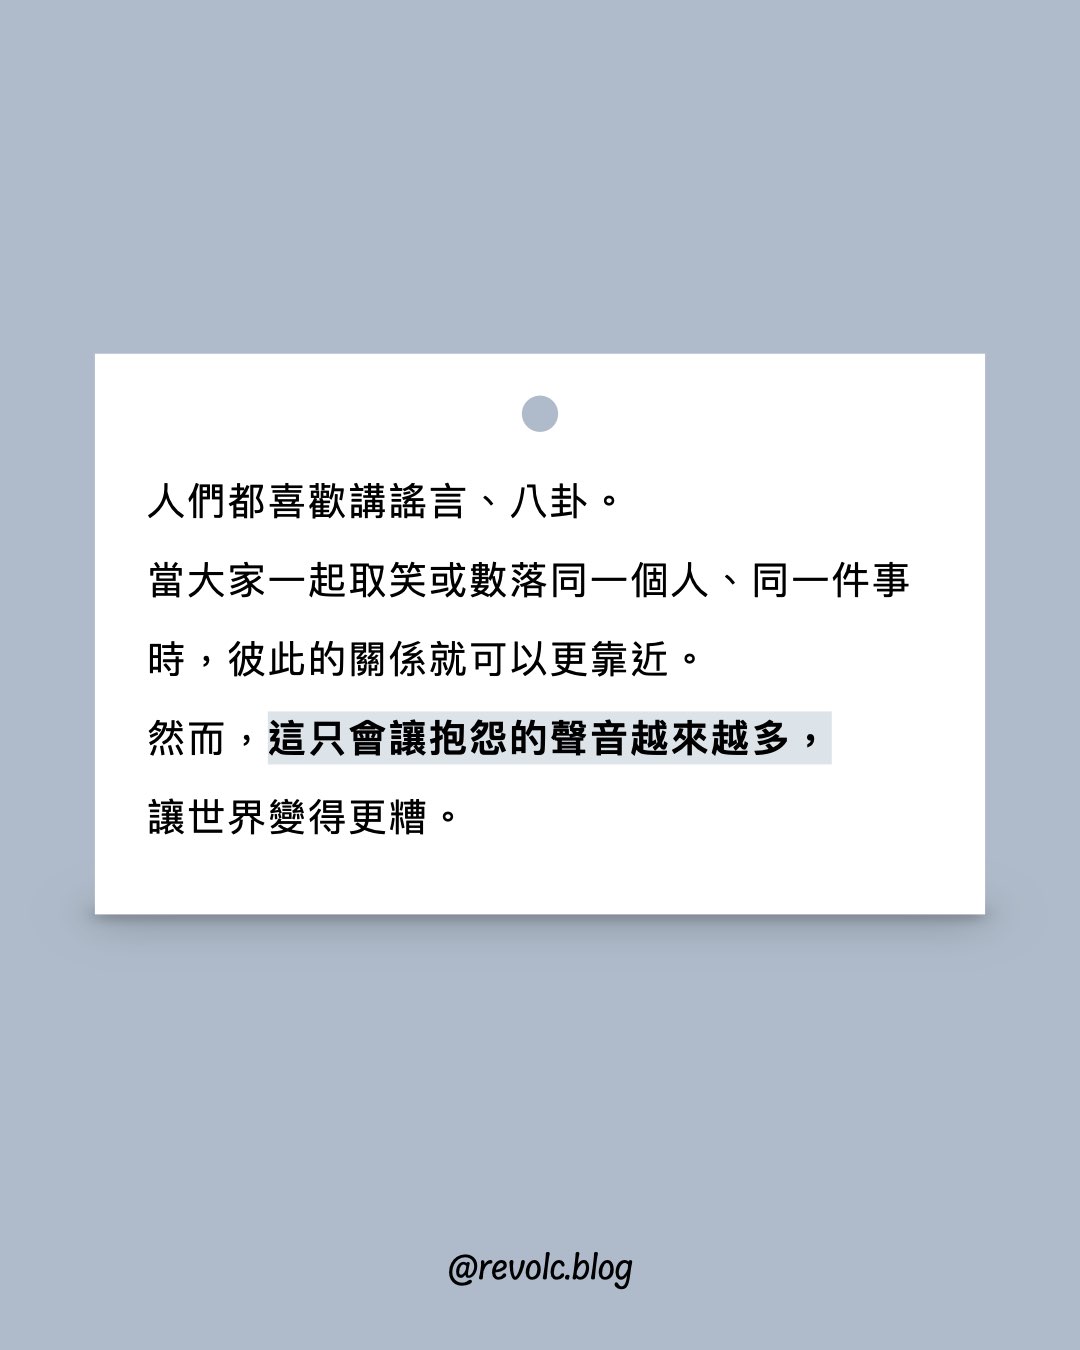 人們都喜歡講謠言、八卦。
當大家一起取笑或數落同一個人、同一件事
時，彼此的關係就可以更靠近。
然而，這只會讓抱怨的聲音越來越多，
讓世界變得更糟。
@revolc.blog